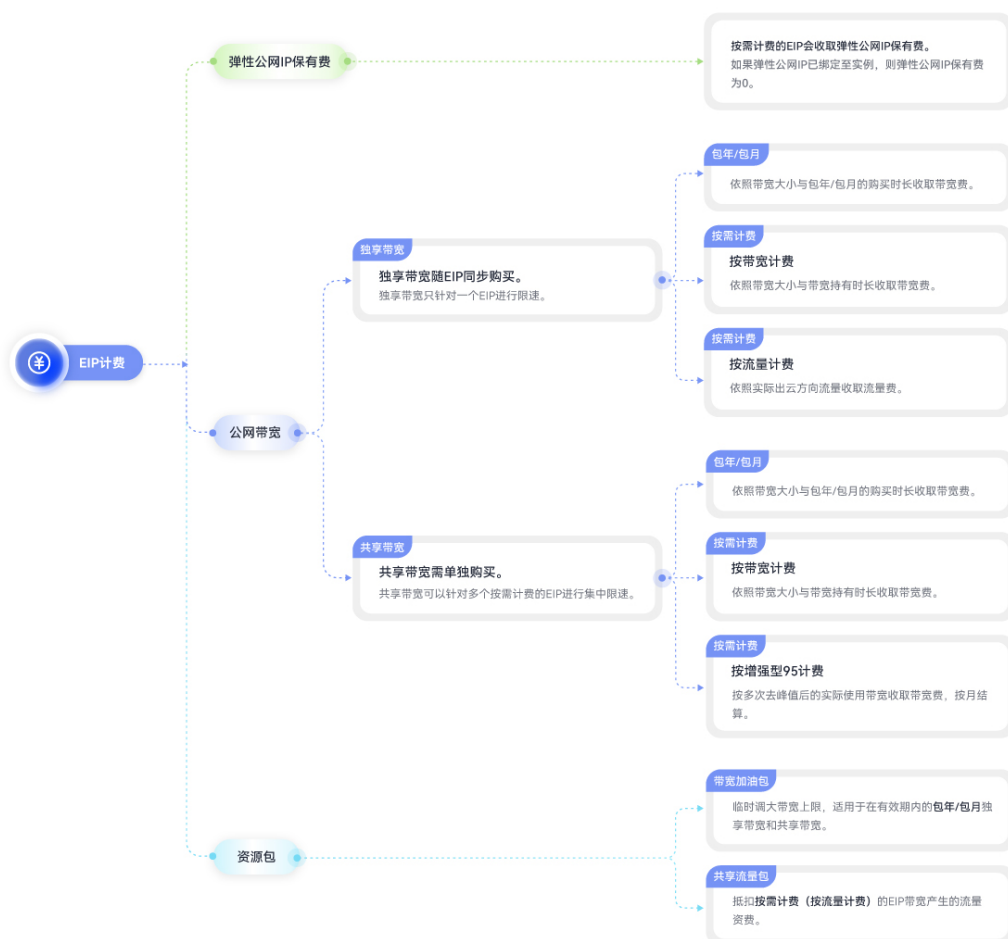 弹性公网IP保有费
按需计费的EIP会收取弹性公网IP保有费。
如果弹性公网IP已绑定至实例，则弹性公网IP保有费
为0。
包年/包月
依照带宽大小与包年/包月的购买时长收取带宽费。
独享带宽
独享带宽随EIP同步购买。
独享带宽只针对一个EIP进行限速。
按需计费
按带宽计费
依照带宽大小与带宽持有时长收取带宽费。
按需计费
按流量计费
依照实际出云方向流量收取流量费。
¥
EIP计费
公网带宽
包年/包月
依照带宽大小与包年/包月的购买时长收取带宽费。
共享带宽
共享带宽需单独购买。
共享带宽可以针对多个按需计费的EIP进行集中限速。
按需计费
按带宽计费
依照带宽大小与带宽持有时长收取带宽费。
按需计费
按增强型95计费
按多次去峰值后的实际使用带宽收取带宽费，按月结
算。
资源包
带宽加油包
临时调大带宽上限，适用于在有效期内的包年/包月独
享带宽和共享带宽。
共享流量包
抵扣按需计费（按流量计费）的EIP带宽产生的流量
资费。